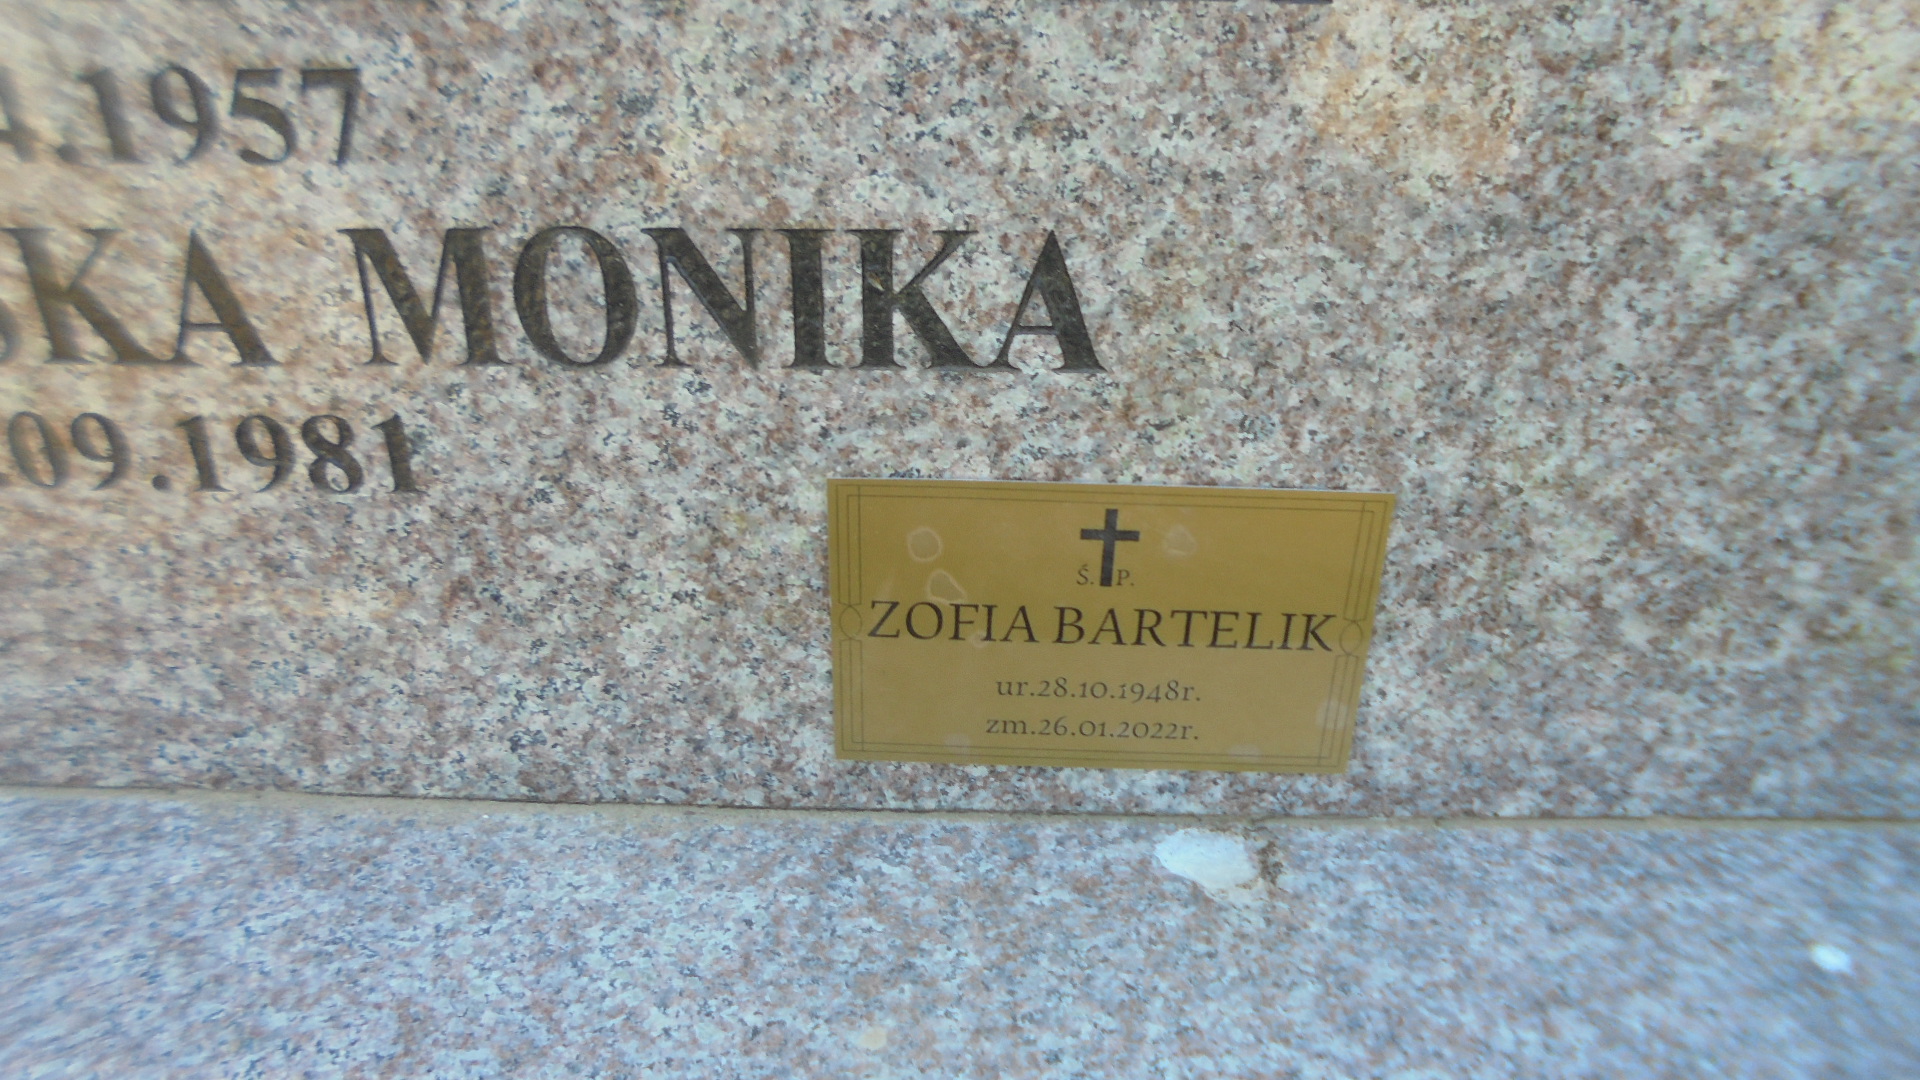 4.1957
SKA MONIKA
.09.1981
Ś. P.
ZOFIA BARTELIK
ur.28.10.1948r.
zm.26.01.2022r.